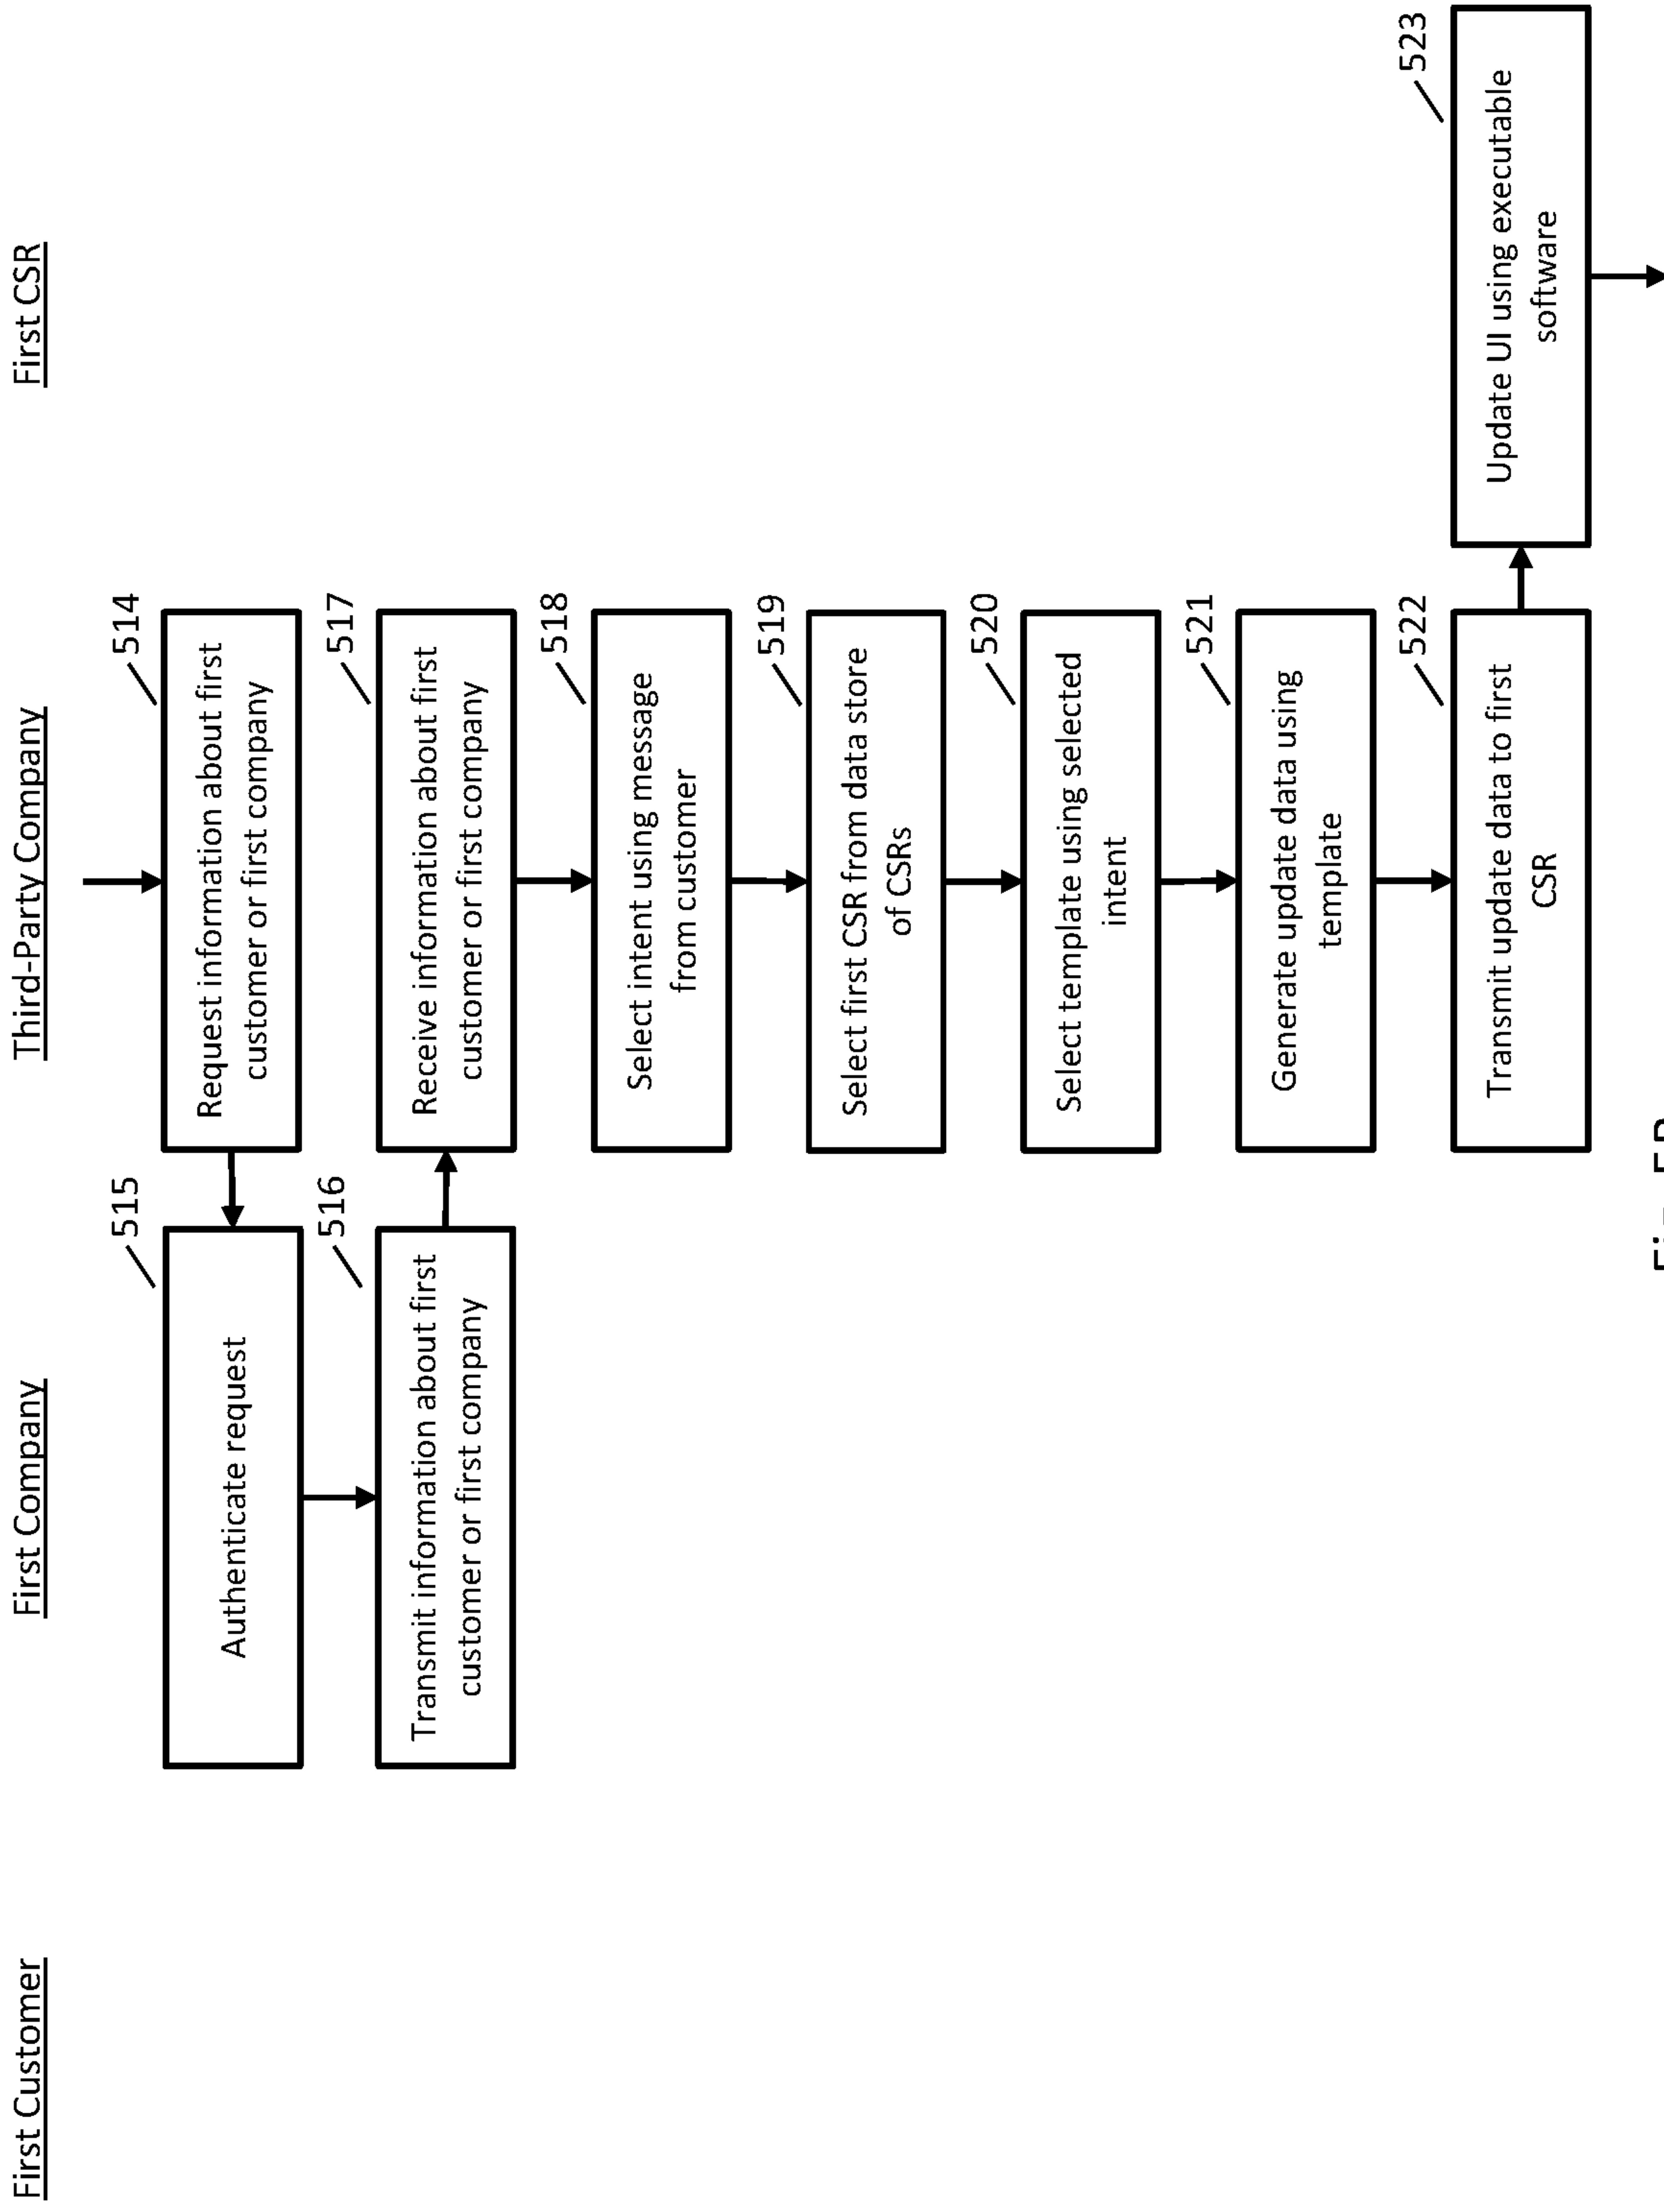 First Customer
First Company
Third-Party Company
First CSR
515
Authenticate request
514
Request information about first
customer or first company
516
Transmit information about first
customer or first company
517
Receive information about first
customer or first company
518
Select intent using message
from customer
519
Select first CSR from data store
of CSRs
520
Select template using selected
intent
521
Generate update data using
template
522
Transmit update data to first
CSR
523
Update UI using executable
software